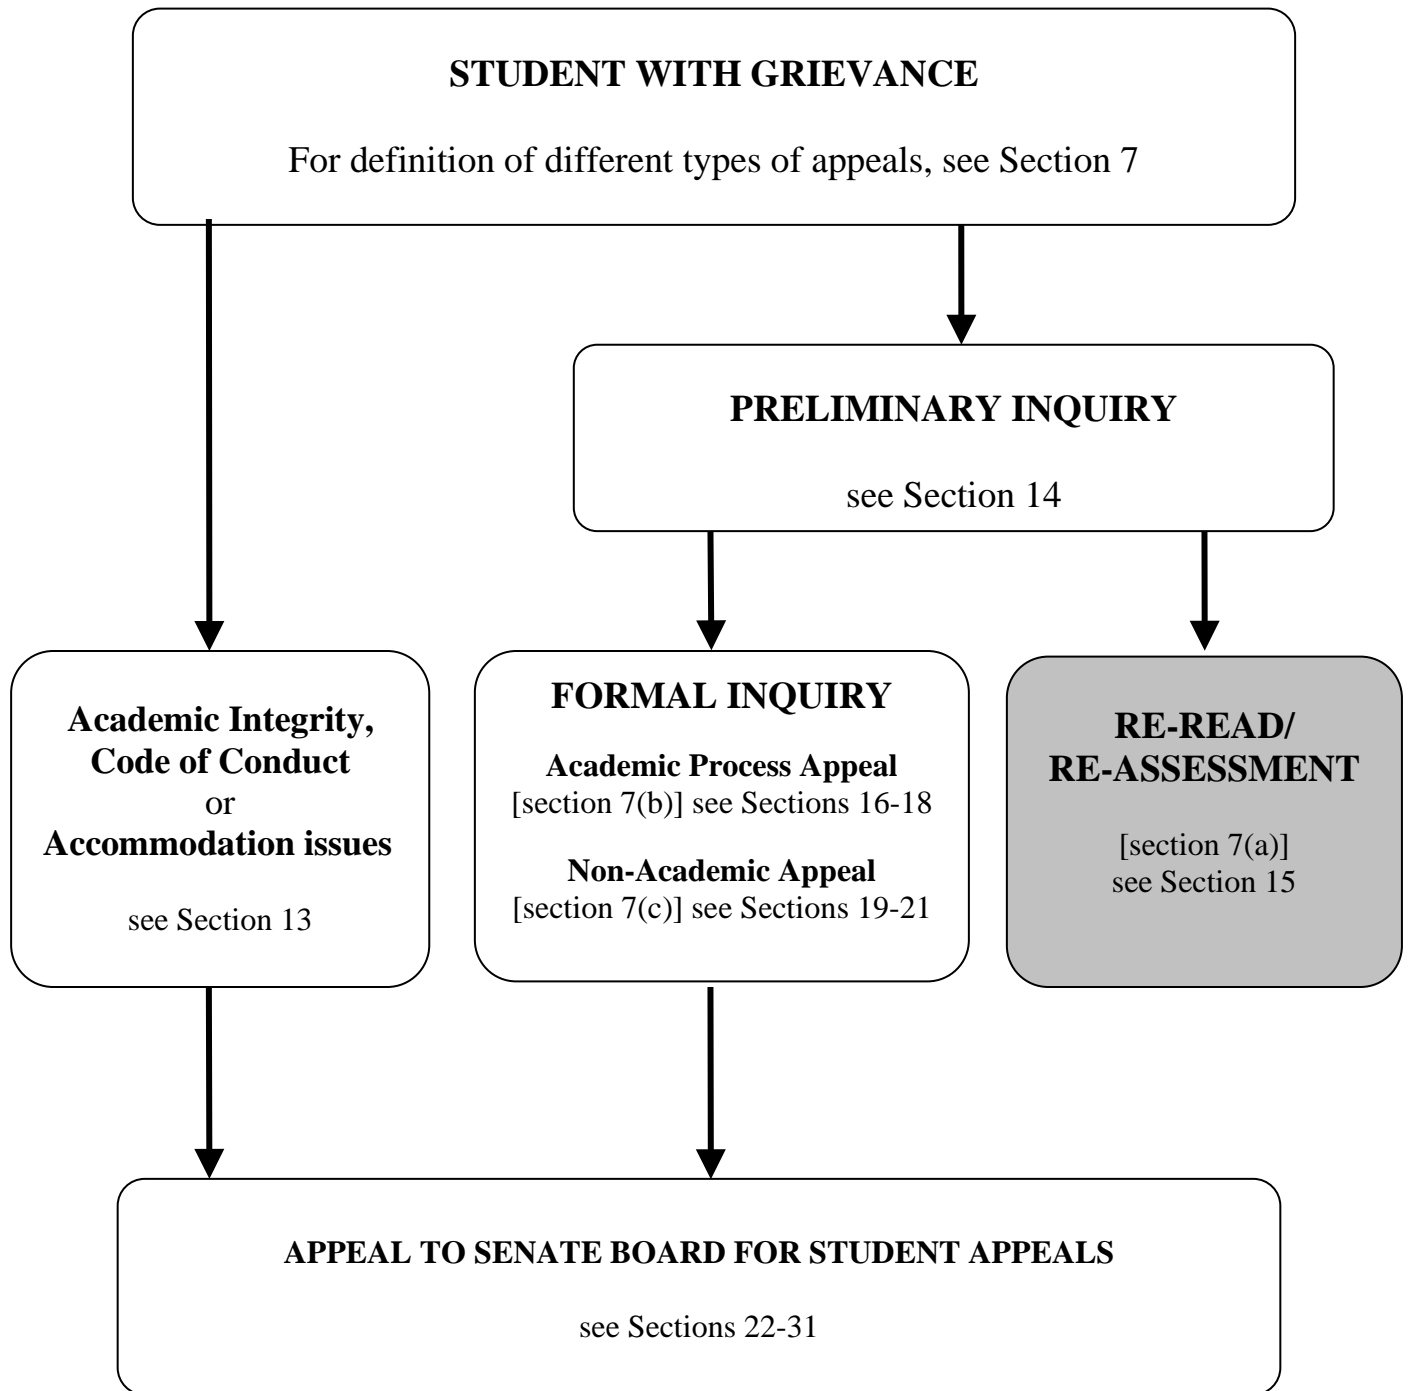 STUDENT WITH GRIEVANCE
For definition of different types of appeals, see Section 7
PRELIMINARY INQUIRY
see Section 14
Academic Integrity,
Code of Conduct
or
Accommodation issues
see Section 13
FORMAL INQUIRY
Academic Process Appeal
[section 7(b)] see Sections 16-18
Non-Academic Appeal
[section 7(c)] see Sections 19-21
RE-READ/
RE-ASSESSMENT
[section 7(a)]
see Section 15
APPEAL TO SENATE BOARD FOR STUDENT APPEALS
see Sections 22-31